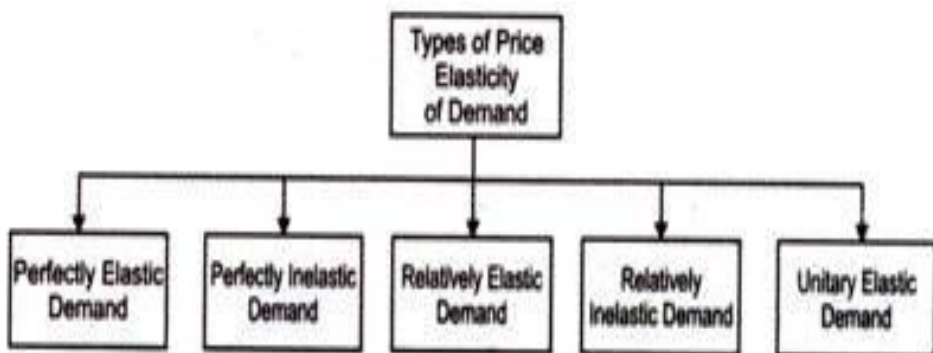 Types of Price
Elasticity
of Demand
Perfectly Elastic
Demand
Perfectly Inelastic
Demand
Relatively Elastic
Demand
Relatively
Inelastic Demand
Unitary Elastic
Demand